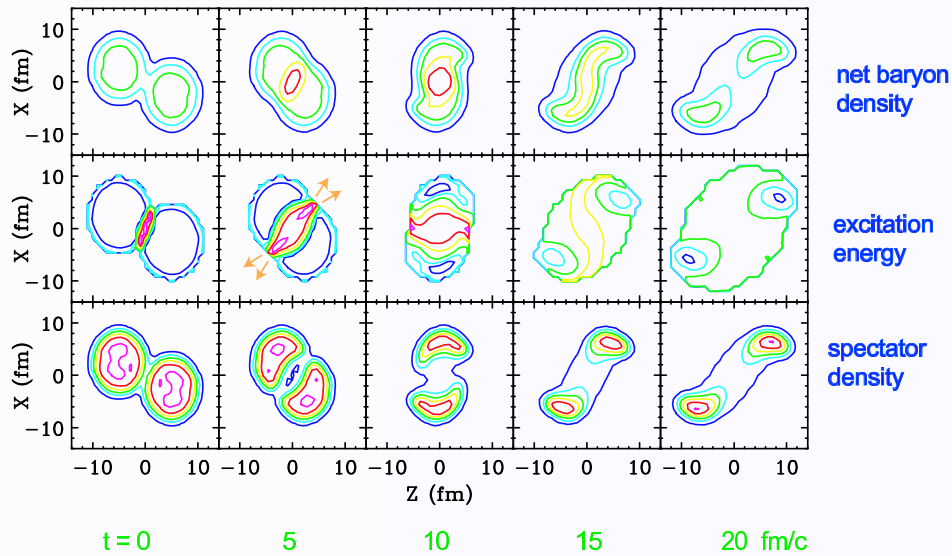 X (fm)
10
0
−10
net baryon
density
X (fm)
10
0
−10
excitation
energy
X (fm)
10
0
−10
spectator
density
−10 0 10 −10 0 10 −10 0 10 −10 0 10 −10 0 10
Z (fm)
t = 0 5 10 15 20 fm/c